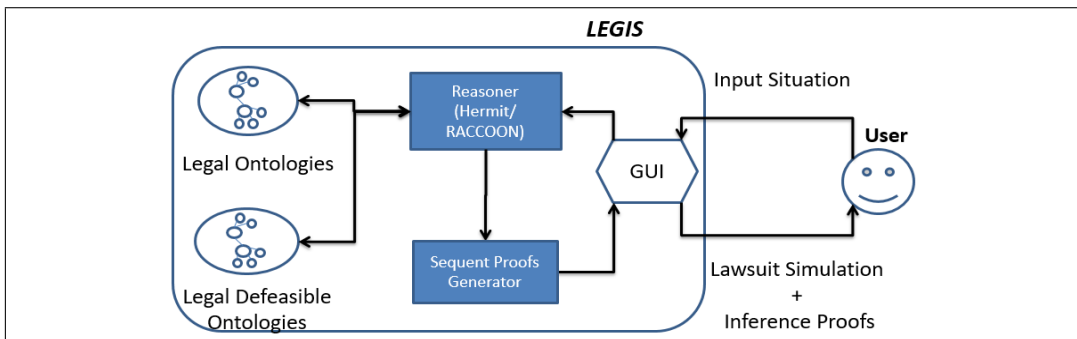 LEGIS
Input Situation
User
Reasoner
(Hermit/
RACCOON)
Legal Ontologies
GUI
Sequent Proofs
Generator
Legal Defeasible
Ontologies
Lawsuit Simulation
+
Inference Proofs